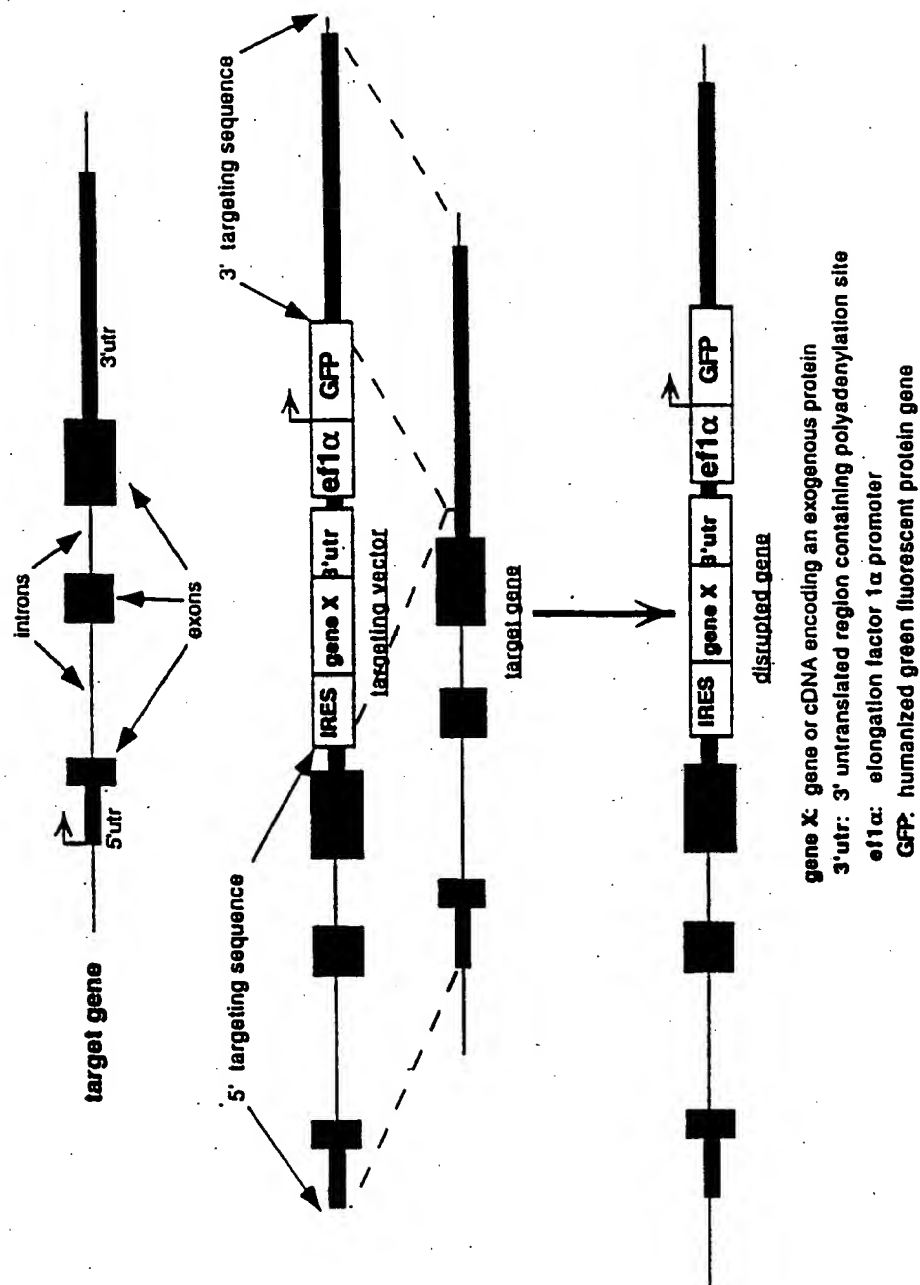 introns
target gene
5'utr
3'utr
exons
5' targeting sequence
3' targeting sequence
IRES gene X 3'utr ef1α GFP
targeting vector
target gene
IRES gene X 3'utr ef1α GFP
disrupted gene
gene X: gene or cDNA encoding an exogenous protein
3'utr: 3' untranslated region containing polyadenylation site
ef1α: elongation factor 1α promoter
GFP: humanized green fluorescent protein gene